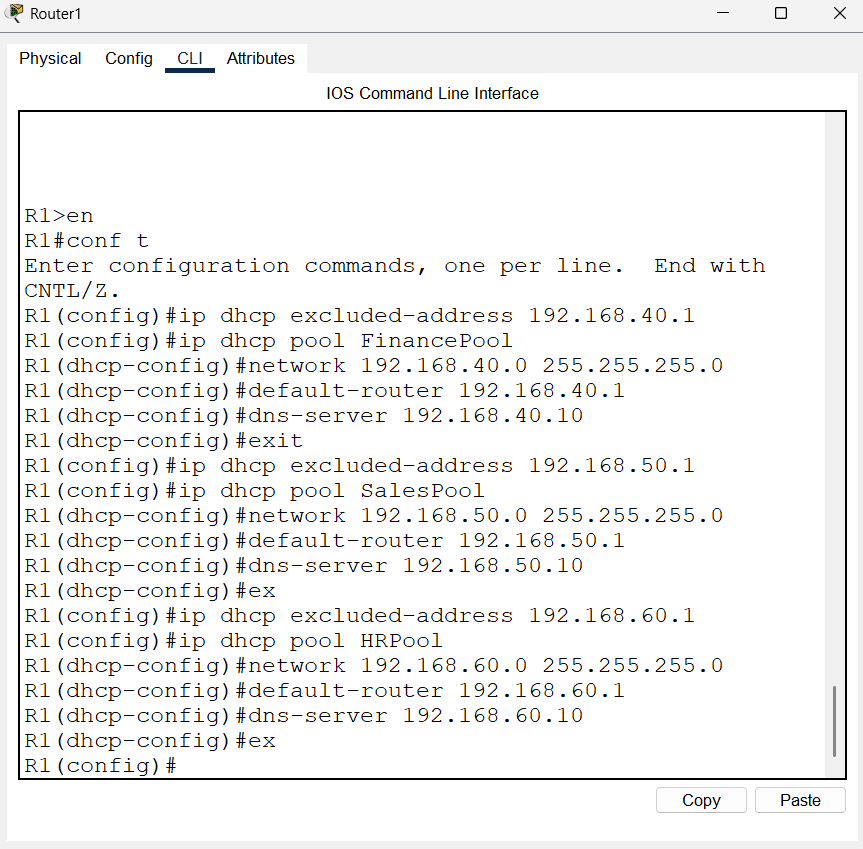 Router1
Physical Config CLI Attributes
IOS Command Line Interface
R1>en
R1#conf t
Enter configuration commands, one per line.  End with
CNTL/Z.
R1(config)#ip dhcp excluded-address 192.168.40.1
R1(config)#ip dhcp pool FinancePool
R1(dhcp-config)#network 192.168.40.0 255.255.255.0
R1(dhcp-config)#default-router 192.168.40.1
R1(dhcp-config)#dns-server 192.168.40.10
R1(dhcp-config)#exit
R1(config)#ip dhcp excluded-address 192.168.50.1
R1(config)#ip dhcp pool SalesPool
R1(dhcp-config)#network 192.168.50.0 255.255.255.0
R1(dhcp-config)#default-router 192.168.50.1
R1(dhcp-config)#dns-server 192.168.50.10
R1(dhcp-config)#ex
R1(config)#ip dhcp excluded-address 192.168.60.1
R1(config)#ip dhcp pool HRPool
R1(dhcp-config)#network 192.168.60.0 255.255.255.0
R1(dhcp-config)#default-router 192.168.60.1
R1(dhcp-config)#dns-server 192.168.60.10
R1(dhcp-config)#ex
R1(config)#
Copy Paste